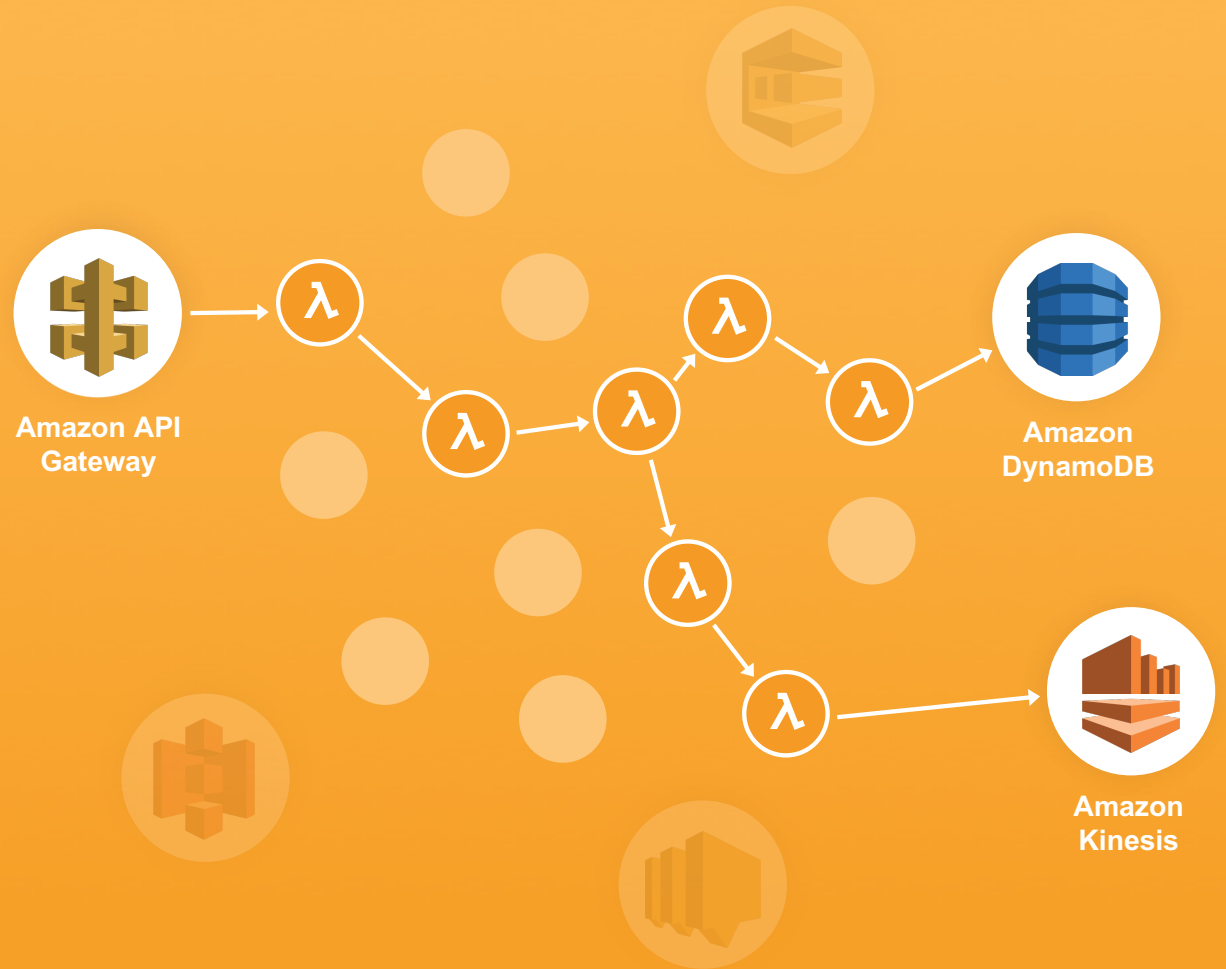 λ
λ
λ
λ
λ
λ
λ
Amazon API
Gateway
Amazon
DynamoDB
Amazon
Kinesis